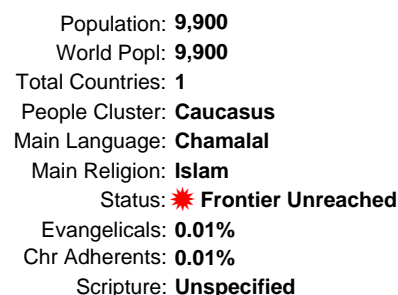 Population: 9,900
World Popl: 9,900
Total Countries: 1
People Cluster: Caucasus
Main Language: Chamalal
Main Religion: Islam
Status: Frontier Unreached
Evangelicals: 0.01%
Chr Adherents: 0.01%
Scripture: Unspecified